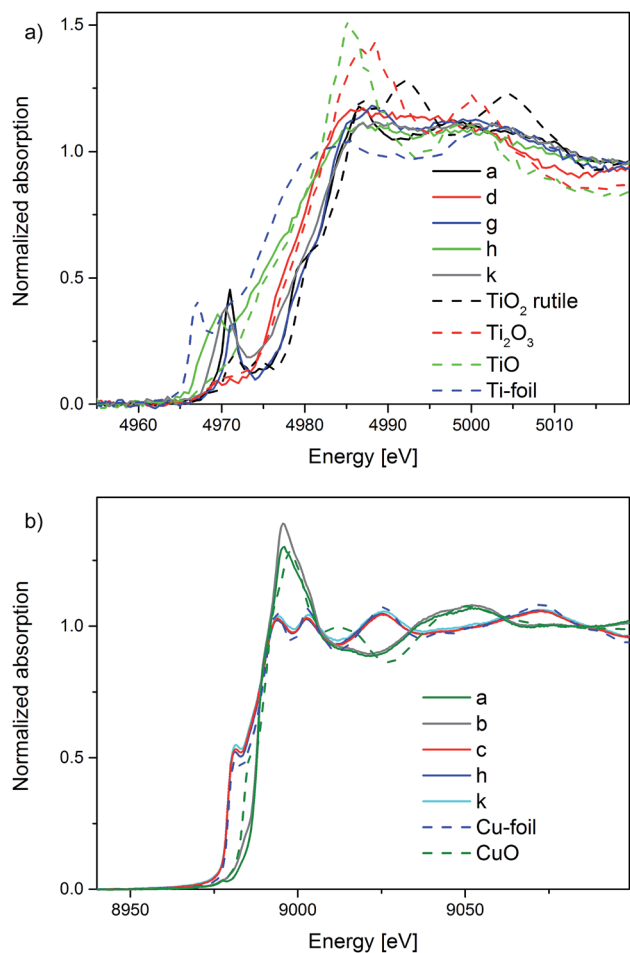 a)
1.5
1.0
0.5
0.0
Normalized absorption
a
d
g
h
k
TiO2 rutile
Ti2O3
TiO
Ti-foil
4960 4970 4980 4990 5000 5010
Energy [eV]
b)
1.0
0.5
0.0
Normalized absorption
a
b
c
h
k
Cu-foil
CuO
8950 9000 9050
Energy [eV]